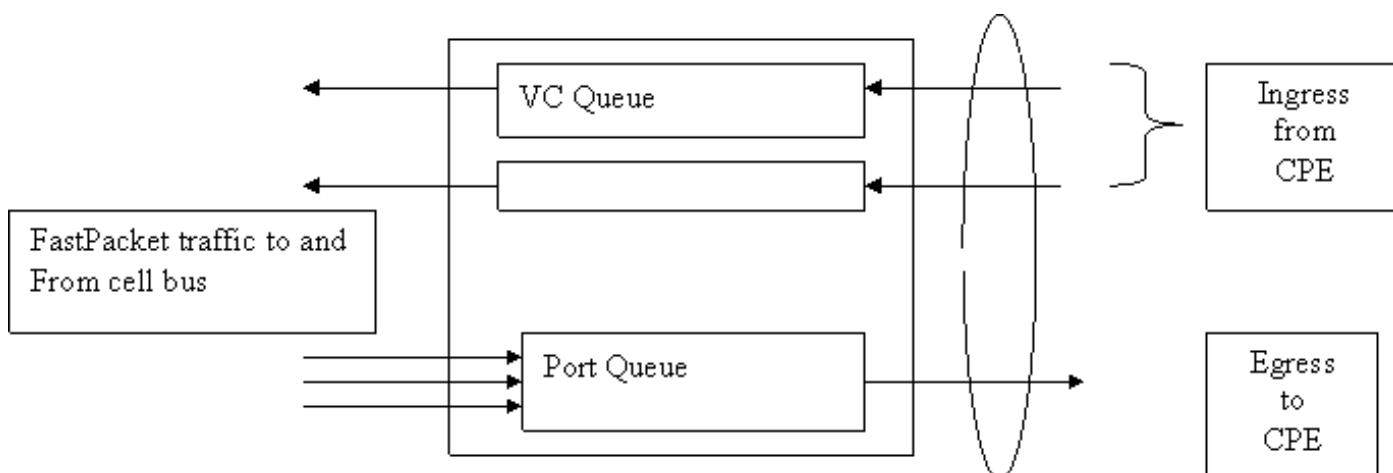 VC Queue
Ingress
from
CPE
FastPacket traffic to and
From cell bus
Port Queue
Egress
to
CPE